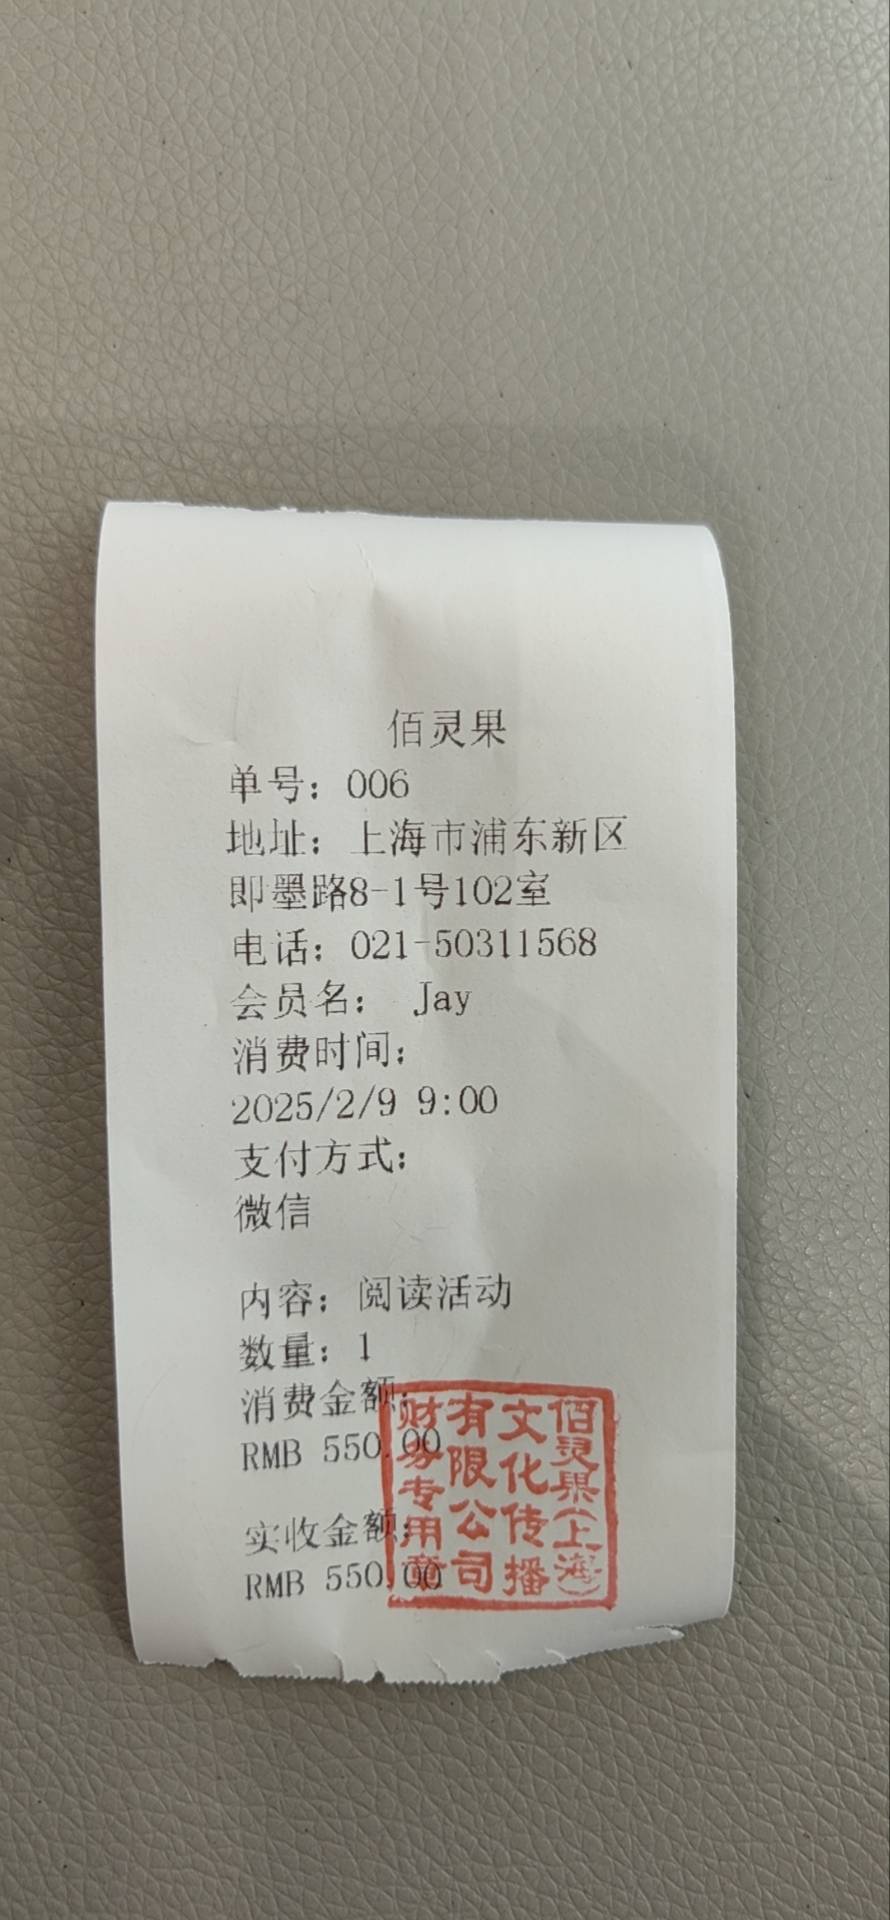 佰灵果
单号：006
地址：上海市浦东新区
即墨路8-1号102室
电话：021-50311568
会员名： Jay
消费时间：
2025/2/9 9:00
支付方式：
微信
内容：阅读活动
数量：1
消费金额：
RMB 550.00
实收金额：
RMB 550.00
佰灵果（上海）
文化传播
有限公司
财务专用章